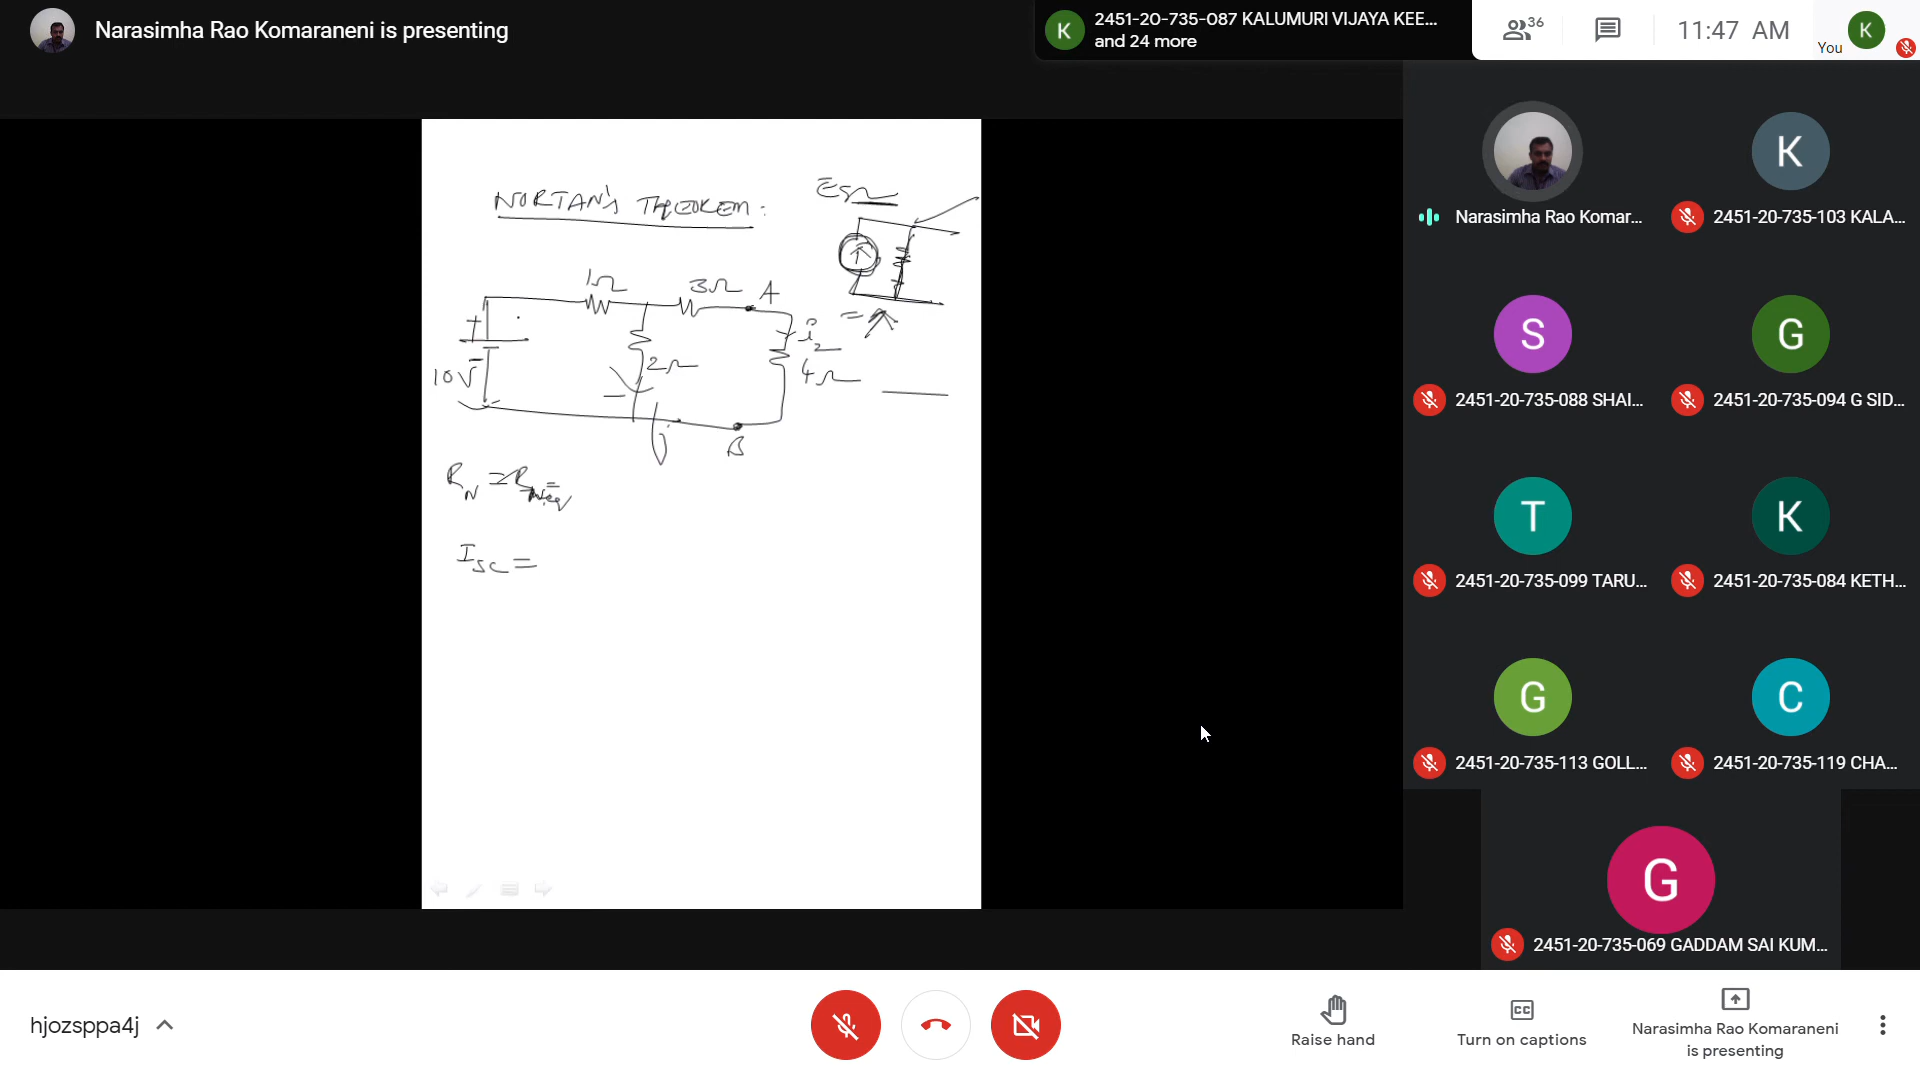 Narasimha Rao Komaraneni is presenting
2451-20-735-087 KALUMURI VIJAYA KEE...
and 24 more
36
11:47 AM
You
K
K
NORTAN'S THEOREM:
1Ω
3Ω
A
+
-
10V
2Ω
i2
4Ω
B
RN = 
ISC =
Narasimha Rao Komar...
K
2451-20-735-103 KALA...
S
2451-20-735-088 SHAI...
G
2451-20-735-094 G SID...
T
2451-20-735-099 TARU...
K
2451-20-735-084 KETH...
G
2451-20-735-113 GOLL...
C
2451-20-735-119 CHA...
G
2451-20-735-069 GADDAM SAI KUM...
hjozsppa4j
Raise hand
CC
Turn on captions
Narasimha Rao Komaraneni
is presenting